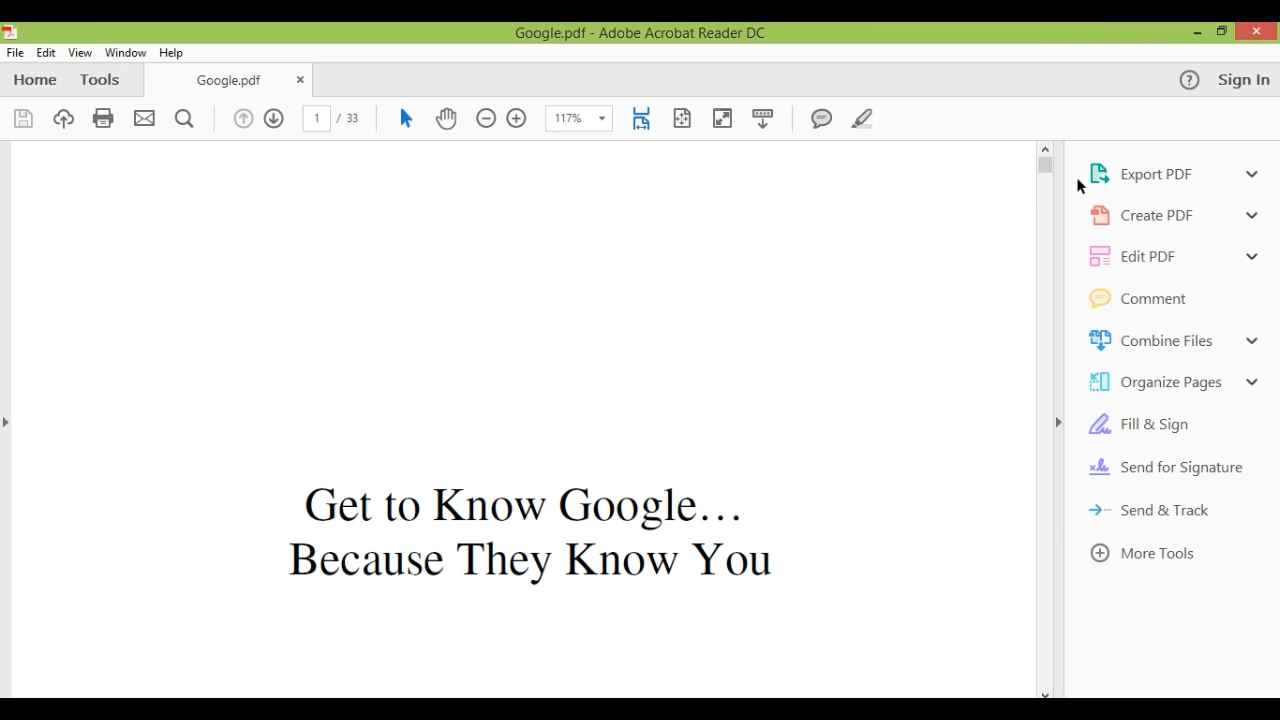 Google.pdf - Adobe Acrobat Reader DC
File Edit View Window Help
Home Tools Google.pdf × ? Sign In
1 / 33 117%
Export PDF
Create PDF
Edit PDF
Comment
Combine Files
Organize Pages
Fill & Sign
Send for Signature
Send & Track
More Tools
Get to Know Google…
Because They Know You